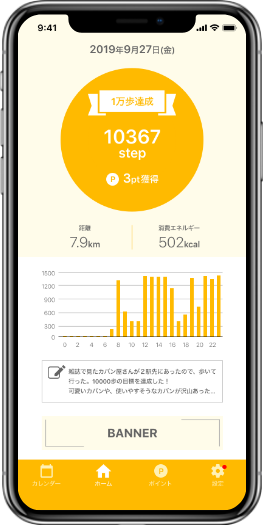 9:41
2019年9月27日(金)
1万歩達成
10367
step
P 3pt獲得
距離
7.9km
消費エネルギー
502kcal
1500
1200
900
600
300
0
0 2 4 6 8 10 12 14 16 18 20 22
雑誌で見たカバン屋さんが2駅先にあったので、歩いて
行った。10000歩の目標を達成した！
可愛いカバンや、使いやすそうなカバンが沢山あった...
BANNER
カレンダー
ホーム
P
ポイント
設定